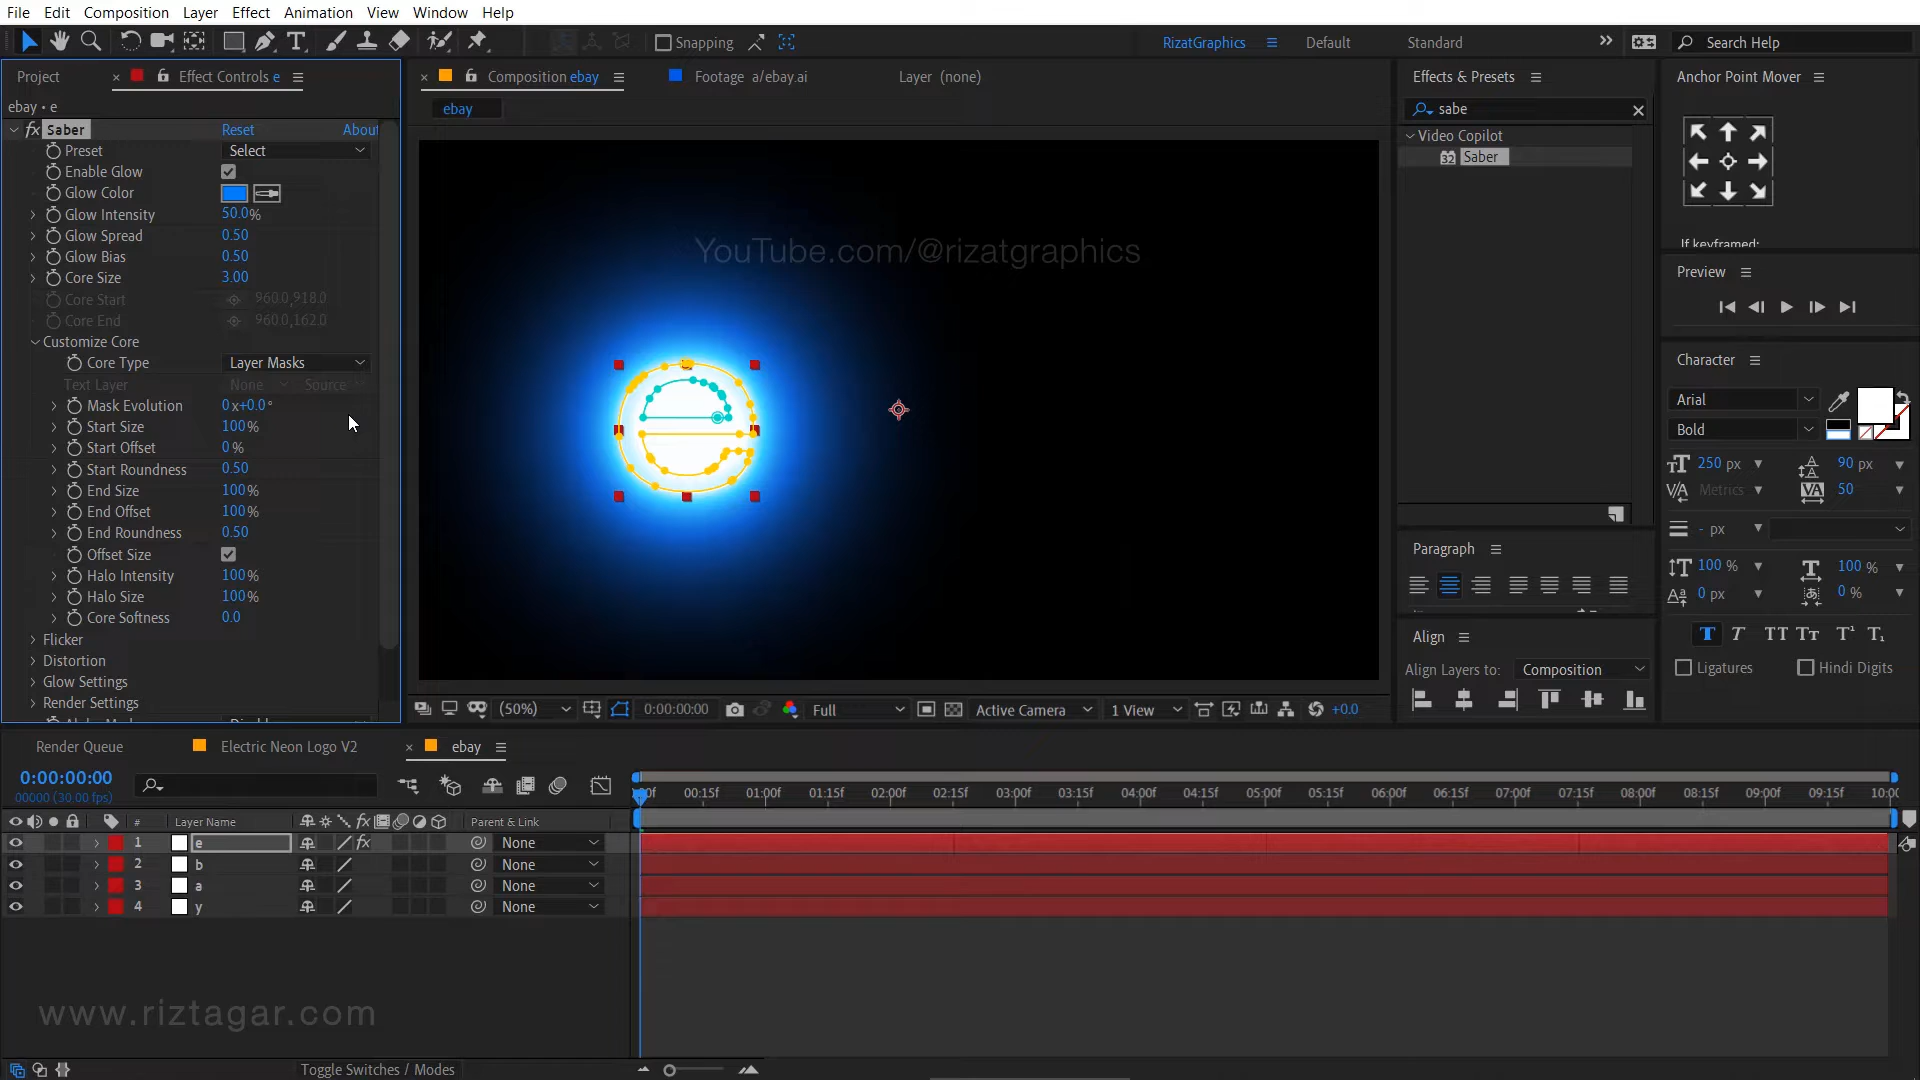 File Edit Composition Layer Effect Animation View Window Help
Snapping RizatGraphics Default Standard Search Help
Project Effect Controls e Composition ebay Footage a/ebay.ai Layer (none) Effects & Presets Anchor Point Mover
ebay • e
ebay
sabe
fx Saber Reset About
Video Copilot
Preset Select
32 Saber
Enable Glow
Glow Color
Glow Intensity 50.0%
Glow Spread 0.50
YouTube.com/@rizatgraphics
If keyframed:
Glow Bias 0.50
Preview
Core Size 3.00
Core Start 960.0,918.0
Core End 960.0,162.0
Customize Core
Character
Core Type Layer Masks
Text Layer None Source
Arial
Mask Evolution 0x+0.0°
Bold
Start Size 100%
Start Offset 0%
250 px 90 px
Start Roundness 0.50
Metrics 50
End Size 100%
End Offset 100%
- px
End Roundness 0.50
Paragraph
Offset Size
100 % 100 %
Halo Intensity 100%
0 px 0 %
Halo Size 100%
Core Softness 0.0
Align
T T TT Tt T¹ T₁
Flicker
Align Layers to: Composition
Ligatures Hindi Digits
Distortion
Glow Settings
Render Settings
(50%) 0:00:00:00 Full Active Camera 1 View +0.0
Render Queue Electric Neon Logo V2 ebay
0:00:00:00
00000 (30.00 fps)
00:15f 01:00f 01:15f 02:00f 02:15f 03:00f 03:15f 04:00f 04:15f 05:00f 05:15f 06:00f 06:15f 07:00f 07:15f 08:00f 08:15f 09:00f 09:15f
# Layer Name fx Parent & Link
1 e fx None
2 b None
3 a None
4 y None
www.riztagar.com
Toggle Switches / Modes